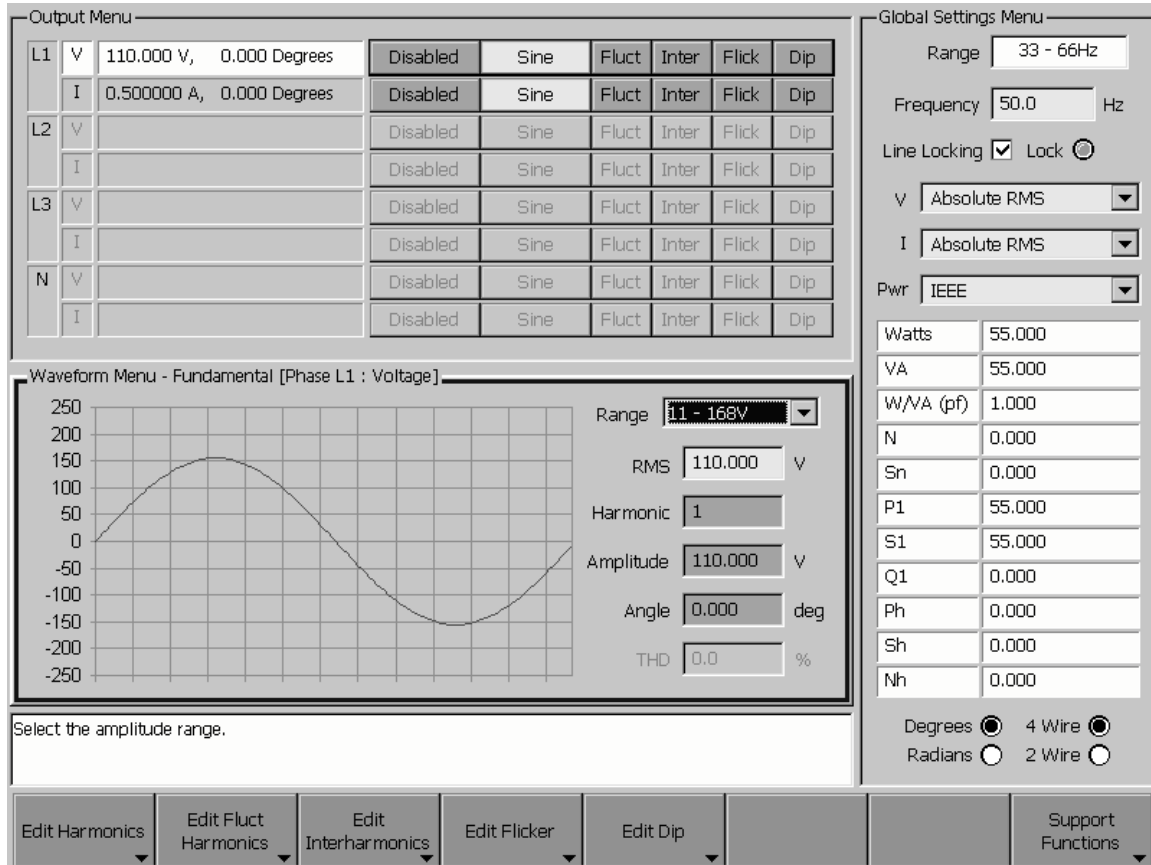 Output Menu
L1 V 110.000 V, 0.000 Degrees Disabled Sine Fluct Inter Flick Dip
I 0.500000 A, 0.000 Degrees Disabled Sine Fluct Inter Flick Dip
L2 V Disabled Sine Fluct Inter Flick Dip
I Disabled Sine Fluct Inter Flick Dip
L3 V Disabled Sine Fluct Inter Flick Dip
I Disabled Sine Fluct Inter Flick Dip
N V Disabled Sine Fluct Inter Flick Dip
I Disabled Sine Fluct Inter Flick Dip
Waveform Menu - Fundamental [Phase L1 : Voltage]
250
200
150
100
50
0
-50
-100
-150
-200
-250
Range 11 - 168V
RMS 110.000 V
Harmonic 1
Amplitude 110.000 V
Angle 0.000 deg
THD 0.0 %
Select the amplitude range.
Global Settings Menu
Range 33 - 66Hz
Frequency 50.0 Hz
Line Locking Lock
V Absolute RMS
I Absolute RMS
Pwr IEEE
Watts 55.000
VA 55.000
W/VA (pf) 1.000
N 0.000
Sn 0.000
P1 55.000
S1 55.000
Q1 0.000
Ph 0.000
Sh 0.000
Nh 0.000
Degrees 4 Wire
Radians 2 Wire
Edit Harmonics
Edit Fluct
Harmonics
Edit
Interharmonics
Edit Flicker
Edit Dip
Support
Functions